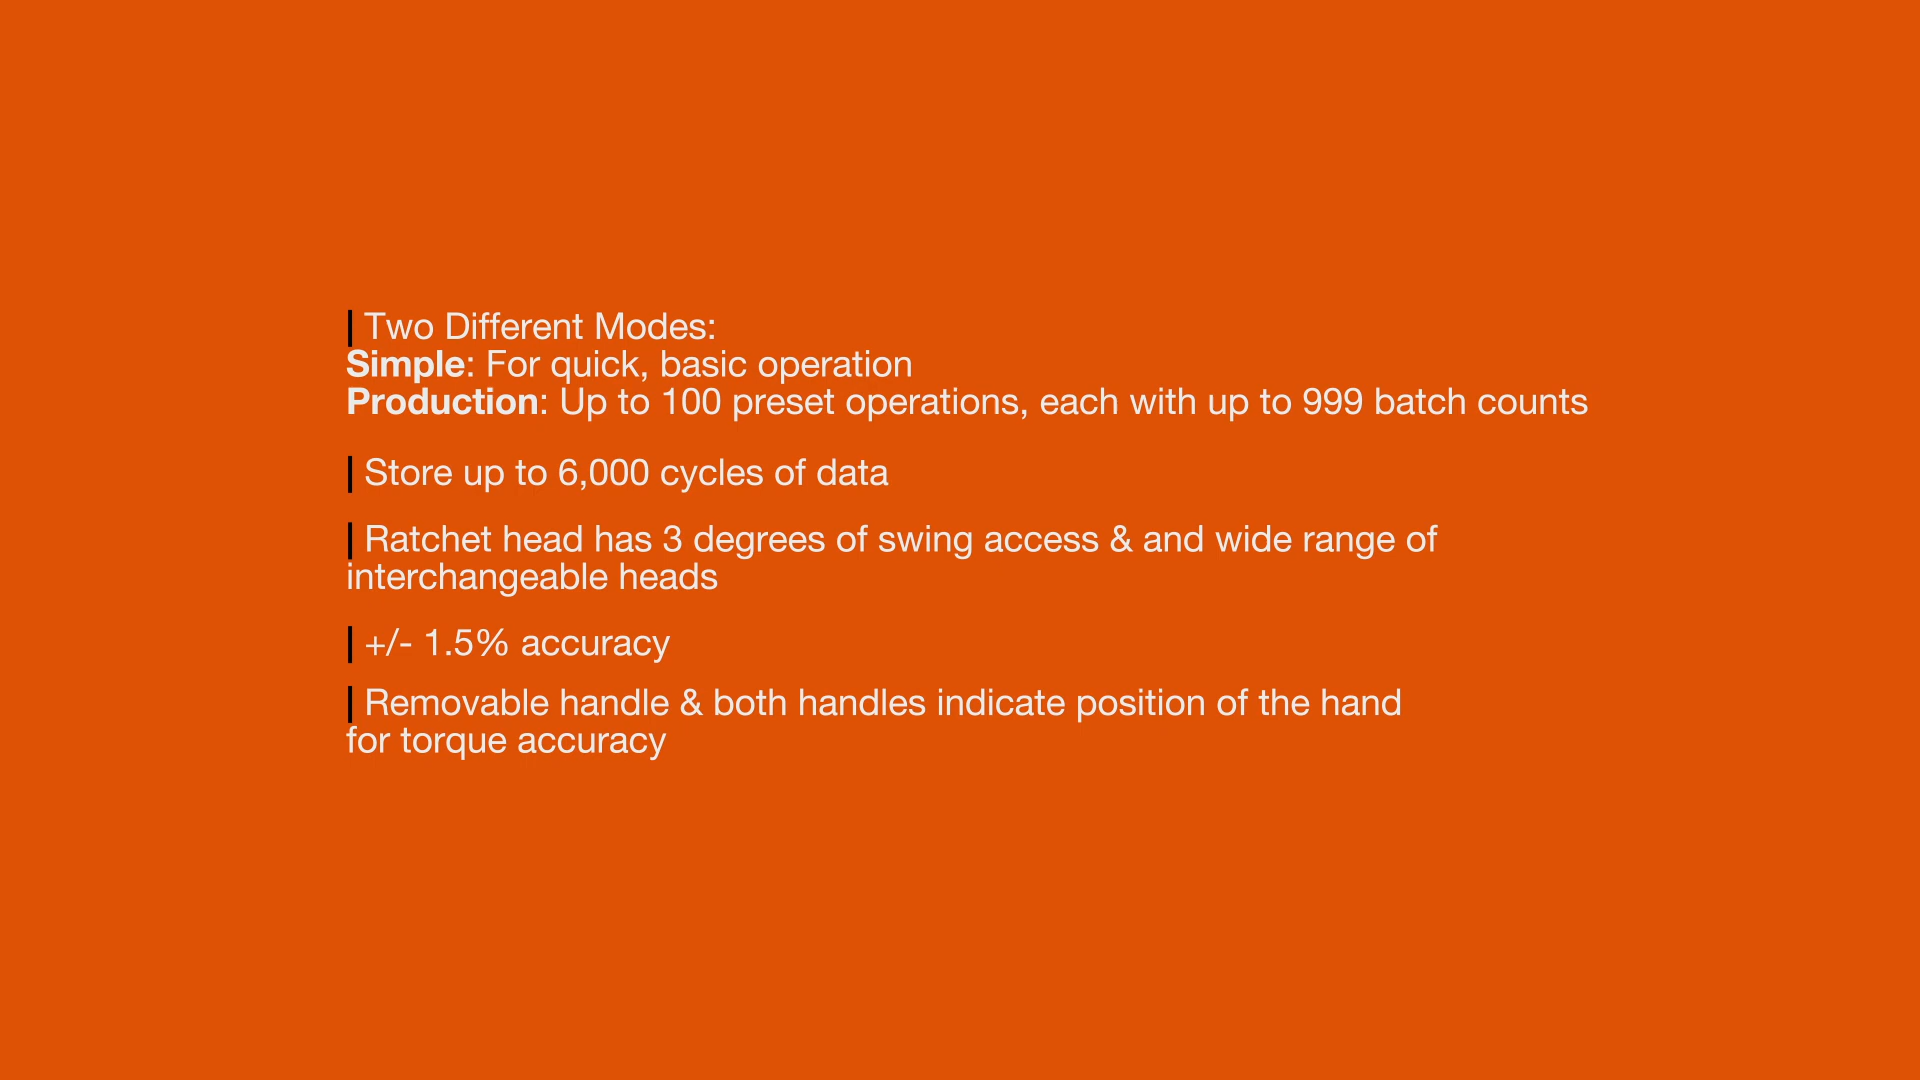 | Two Different Modes:
Simple: For quick, basic operation
Production: Up to 100 preset operations, each with up to 999 batch counts
| Store up to 6,000 cycles of data
| Ratchet head has 3 degrees of swing access & and wide range of
interchangeable heads
| +/- 1.5% accuracy
| Removable handle & both handles indicate position of the hand
for torque accuracy